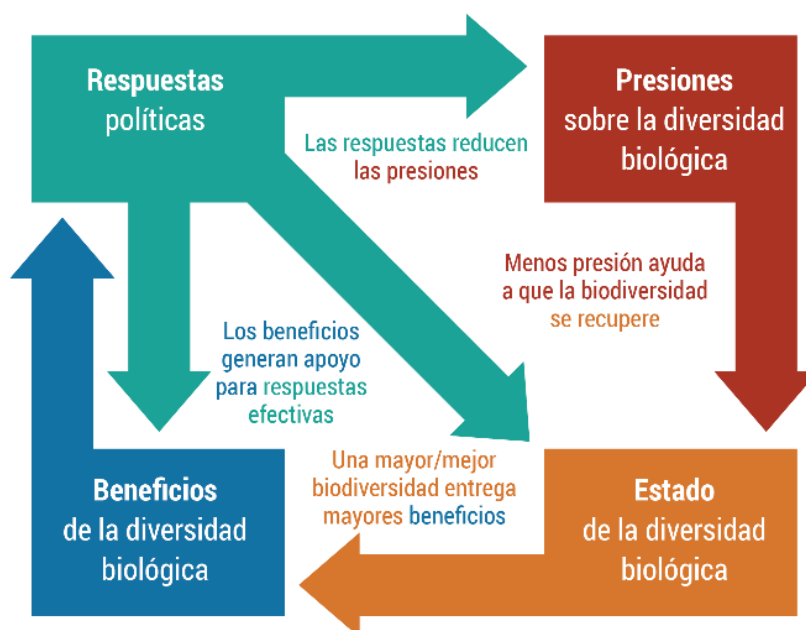 Respuestas
políticas
Las respuestas reducen
las presiones
Presiones
sobre la diversidad
biológica
Menos presión ayuda
a que la biodiversidad
se recupere
Los beneficios
generan apoyo
para respuestas
efectivas
Una mayor/mejor
biodiversidad entrega
mayores beneficios
Beneficios
de la diversidad
biológica
Estado
de la diversidad
biológica